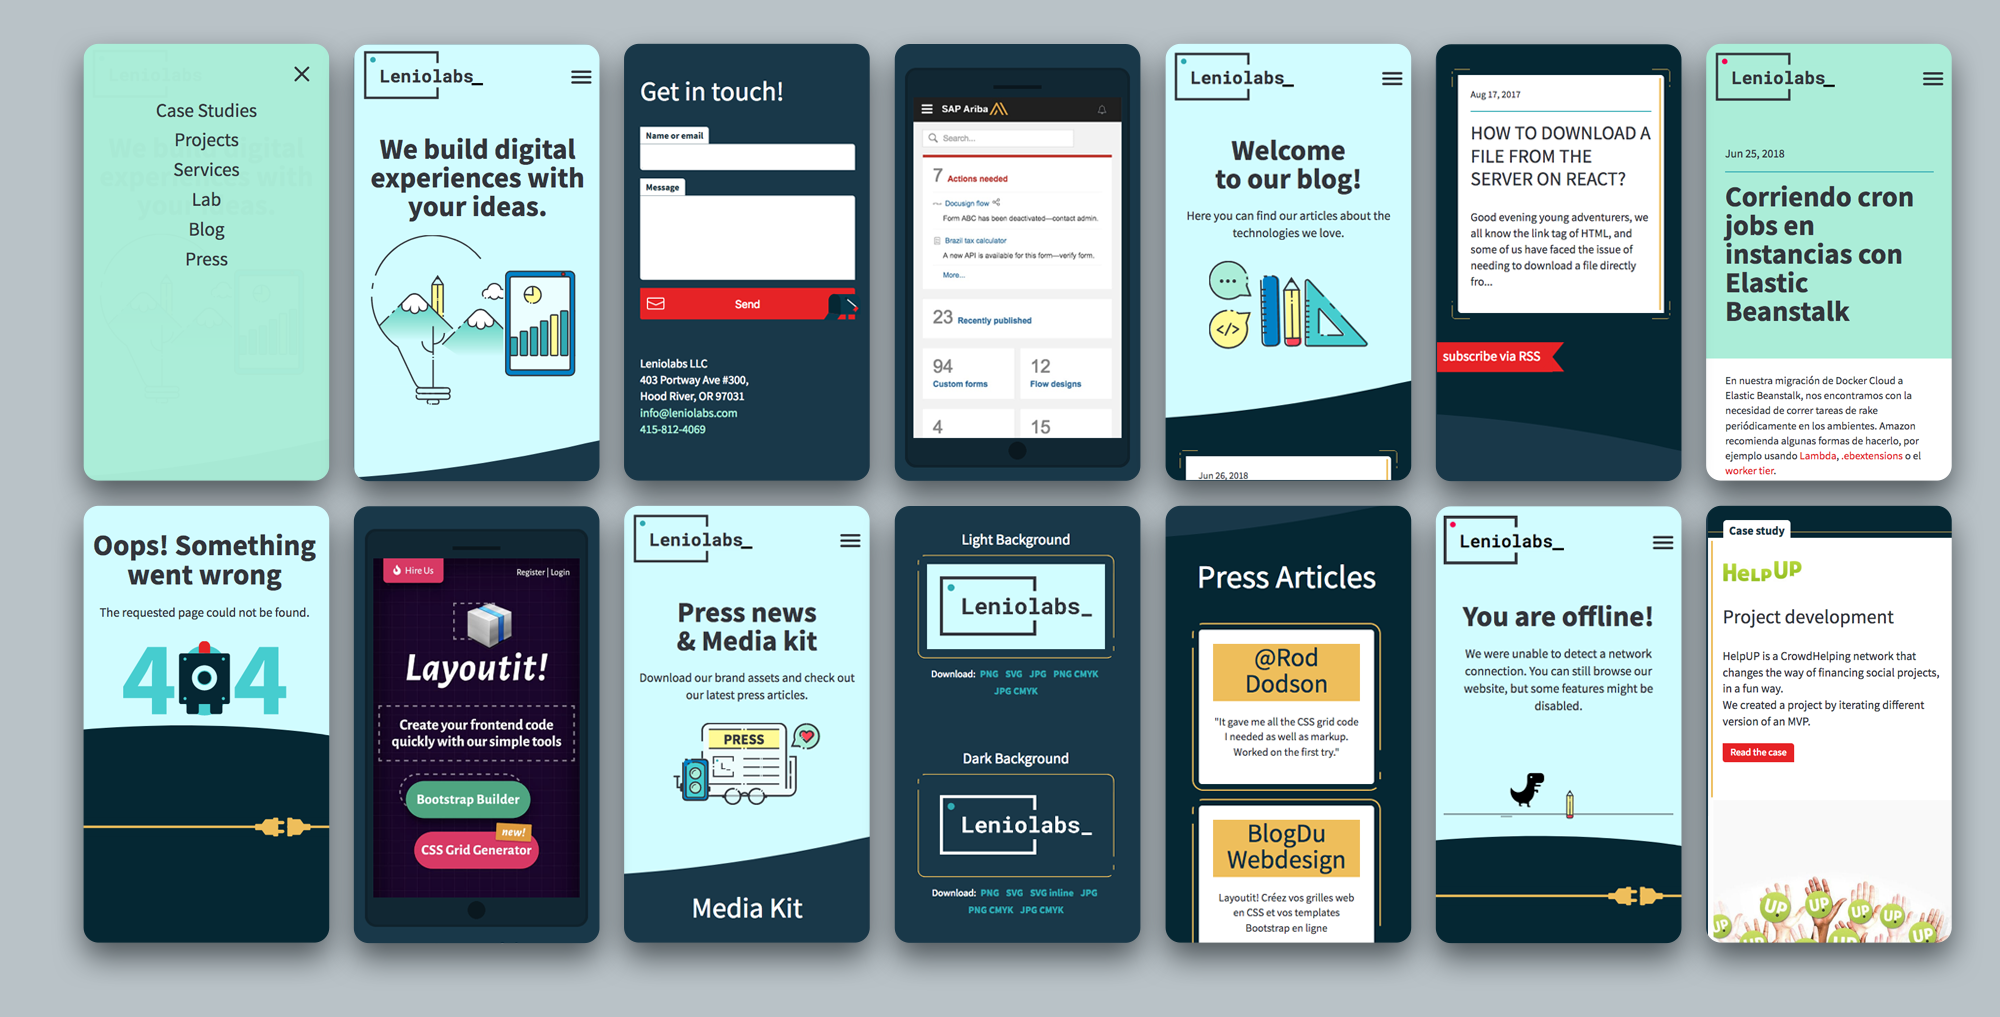 Leniolabs
Case Studies
Projects
Services
Lab
Blog
Press
We build digital
experiences with
your ideas.
Leniolabs_
We build digital
experiences with
your ideas.
Get in touch!
Name or email
Message
Send
Leniolabs LLC
403 Portway Ave #300,
Hood River, OR 97031
info@leniolabs.com
415-812-4069
SAP Ariba
Search...
7 Actions needed
Docusign flow
Form ABC has been deactivated—contact admin.
Brazil tax calculator
A new API is available for this form—verify form.
More...
23 Recently published
94 12
Custom forms Flow designs
4 15
Leniolabs_
Welcome
to our blog!
Here you can find our articles about the
technologies we love.
</>
Jun 26, 2018
Aug 17, 2017
HOW TO DOWNLOAD A
FILE FROM THE
SERVER ON REACT?
Good evening young adventurers, we
all know the link tag of HTML, and
some of us have faced the issue of
needing to download a file directly
fro...
subscribe via RSS
Leniolabs_
Jun 25, 2018
Corriendo cron
jobs en
instancias con
Elastic
Beanstalk
En nuestra migración de Docker Cloud a
Elastic Beanstalk, nos encontramos con la
necesidad de correr tareas de rake
periódicamente en los ambientes. Amazon
recomienda algunas formas de hacerlo, por
ejemplo usando Lambda, .ebextensions o el
worker tier.
Oops! Something
went wrong
The requested page could not be found.
404
Hire Us
Register | Login
Layoutit!
Create your frontend code
quickly with our simple tools
Bootstrap Builder
new!
CSS Grid Generator
Leniolabs_
Press news
& Media kit
Download our brand assets and check out
our latest press articles.
PRESS
Media Kit
Light Background
Leniolabs_
Download: PNG SVG JPG PNG CMYK
JPG CMYK
Dark Background
Leniolabs_
Download: PNG SVG SVG inline JPG
PNG CMYK JPG CMYK
Press Articles
@Rod
Dodson
"It gave me all the CSS grid code
I needed as well as markup.
Worked on the first try."
BlogDu
Webdesign
Layoutit! Créez vos grilles web
en CSS et vos templates
Bootstrap en ligne
Leniolabs_
You are offline!
We were unable to detect a network
connection. You can still browse our
website, but some features might be
disabled.
Case study
HELPUP
Project development
HelpUP is a CrowdHelping network that
changes the way of financing social projects,
in a fun way.
We created a project by iterating different
version of an MVP.
Read the case
UP
UP
UP
UP
UP
UP
UP
UP